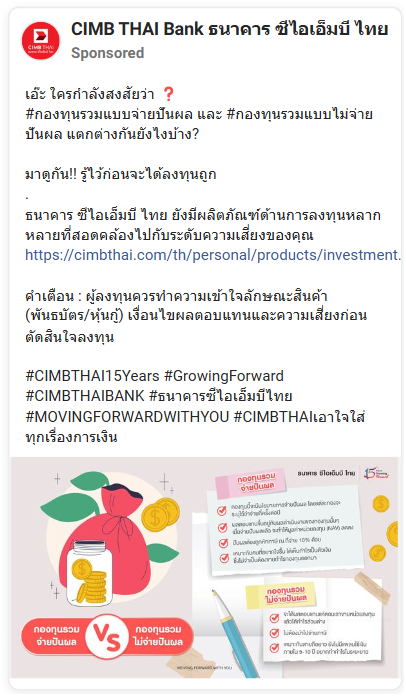 CIMB THAI Bank ธนาคาร ซีไอเอ็มบี ไทย
Sponsored
CIMB THAI
เอ๊ะ ใครกำลังสงสัยว่า ❓
#กองทุนรวมแบบจ่ายปันผล และ #กองทุนรวมแบบไม่จ่าย
ปันผล แตกต่างกันยังไงบ้าง?
มาดูกัน!! รู้ไว้ก่อนจะได้ลงทุนถูก
.
ธนาคาร ซีไอเอ็มบี ไทย ยังมีผลิตภัณฑ์ด้านการลงทุนหลาก
หลายที่สอดคล้องไปกับระดับความเสี่ยงของคุณ
https://cimbthai.com/th/personal/products/investment.
คำเตือน : ผู้ลงทุนควรทำความเข้าใจลักษณะสินค้า
(พันธบัตร/หุ้นกู้) เงื่อนไขผลตอบแทนและความเสี่ยงก่อน
ตัดสินใจลงทุน
#CIMBTHAI15Years #GrowingForward
#CIMBTHAIBANK #ธนาคารซีไอเอ็มบีไทย
#MOVINGFORWARDWITHYOU #CIMBTHAIเอาใจใส่
ทุกเรื่องการเงิน
ธนาคาร ซีไอเอ็มบี ไทย
15
กองทุนรวม
จ่ายปันผล
กองทุนรวม
ไม่จ่ายปันผล
กองทุนรวม
จ่ายปันผล
VS
กองทุนรวม
ไม่จ่ายปันผล
ไม่ต้องนำไปจ่ายภาษี
MOVING FORWARD WITH YOU